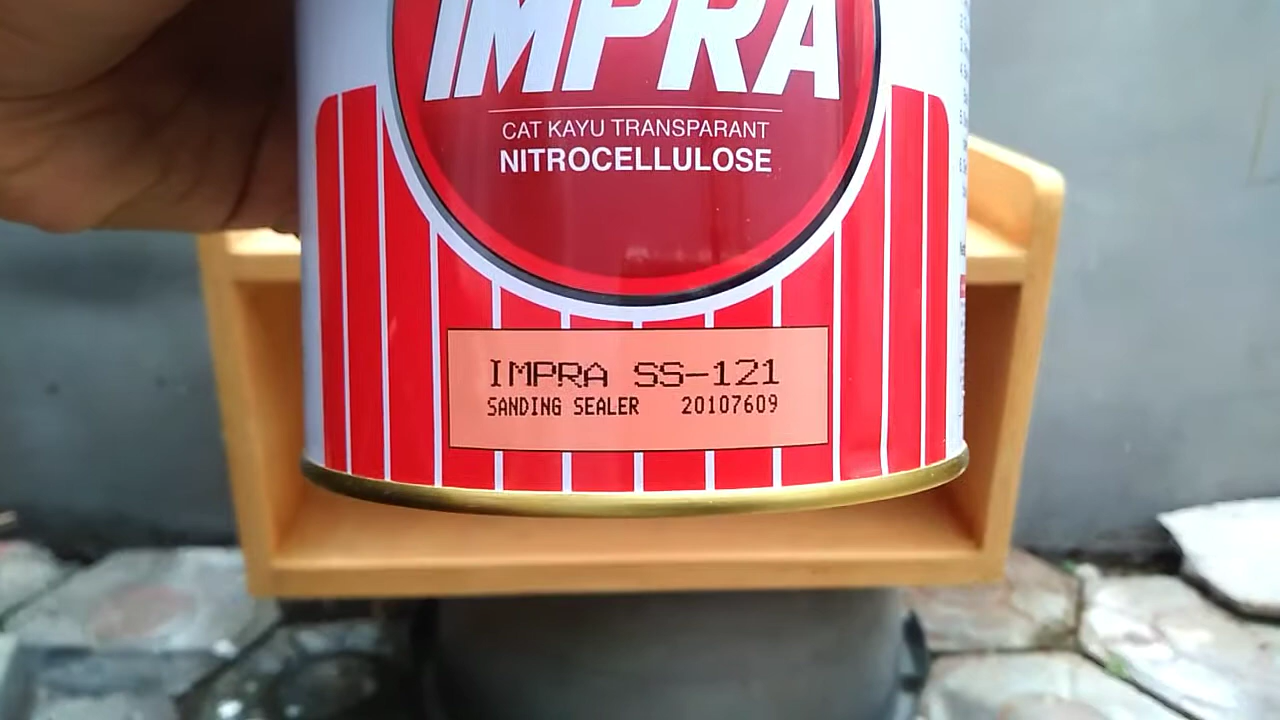 IMPRA
CAT KAYU TRANSPARANT
NITROCELLULOSE
IMPRA SS-121
SANDING SEALER 20107609